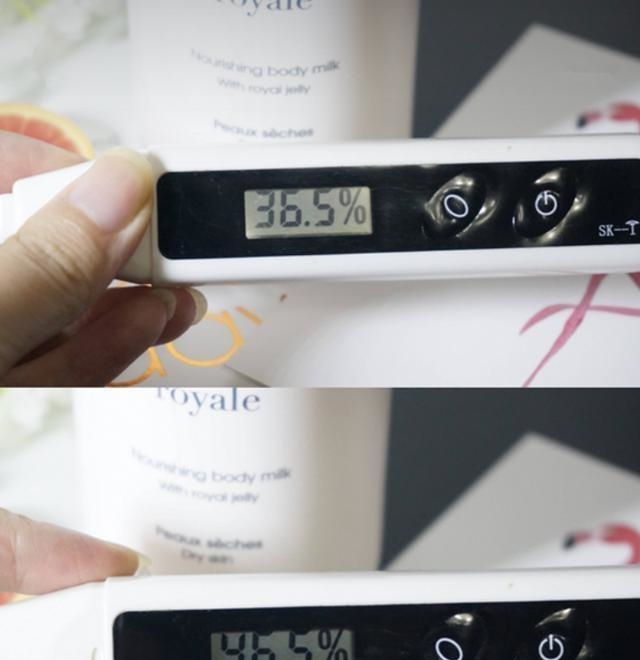 royale
Nourishing body milk
With royal jelly
Peaux sèches
36.5%
SK--T
royale
Nourishing body milk
With royal jelly
Peaux sèches
Dry skin
46.5%